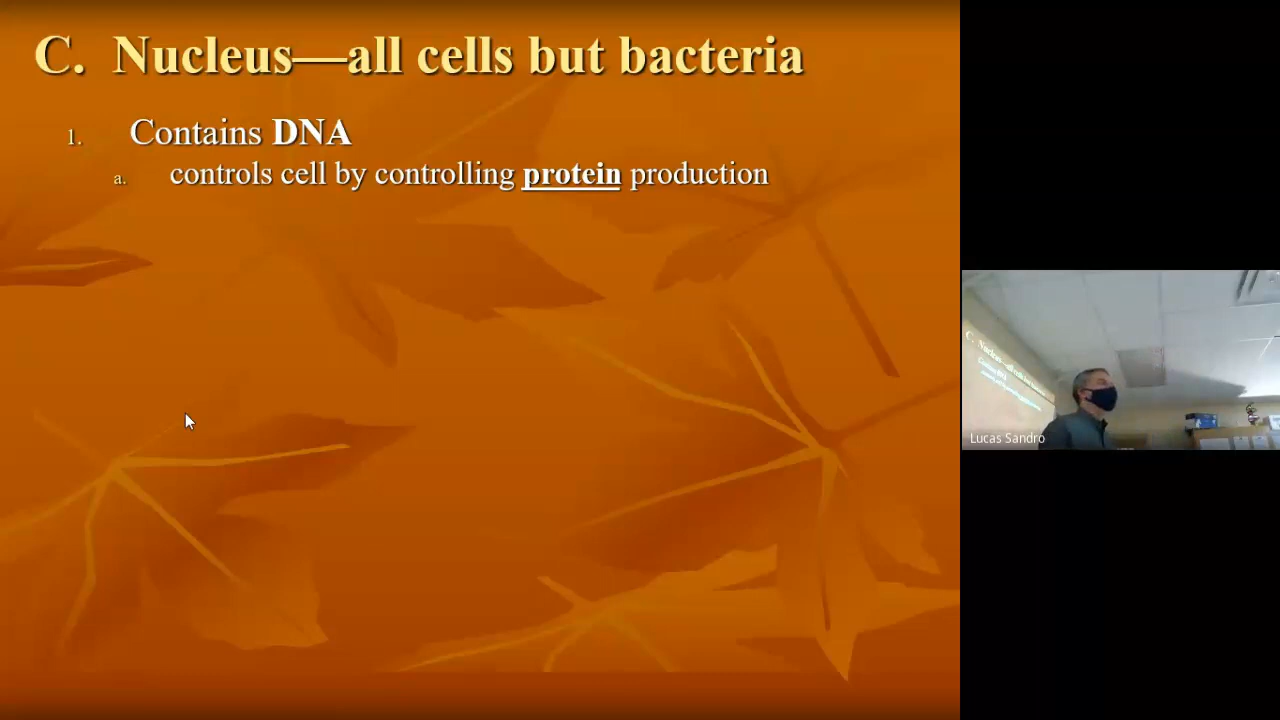 C. Nucleus—all cells but bacteria
1. Contains DNA
a. controls cell by controlling protein production
Lucas Sandro